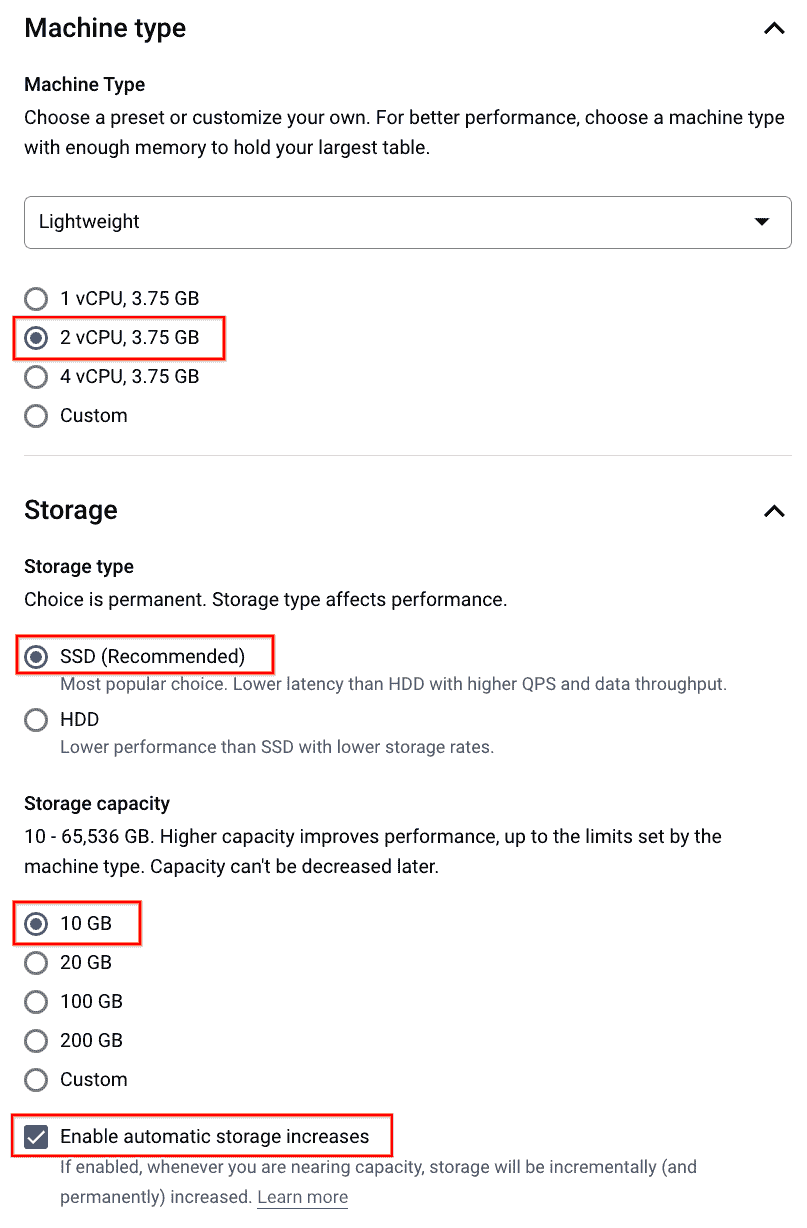 Machine type
Machine Type
Choose a preset or customize your own. For better performance, choose a machine type
with enough memory to hold your largest table.
Lightweight
1 vCPU, 3.75 GB
2 vCPU, 3.75 GB
4 vCPU, 3.75 GB
Custom
Storage
Storage type
Choice is permanent. Storage type affects performance.
SSD (Recommended)
Most popular choice. Lower latency than HDD with higher QPS and data throughput.
HDD
Lower performance than SSD with lower storage rates.
Storage capacity
10 - 65,536 GB. Higher capacity improves performance, up to the limits set by the
machine type. Capacity can't be decreased later.
10 GB
20 GB
100 GB
200 GB
Custom
Enable automatic storage increases
If enabled, whenever you are nearing capacity, storage will be incrementally (and
permanently) increased. Learn more